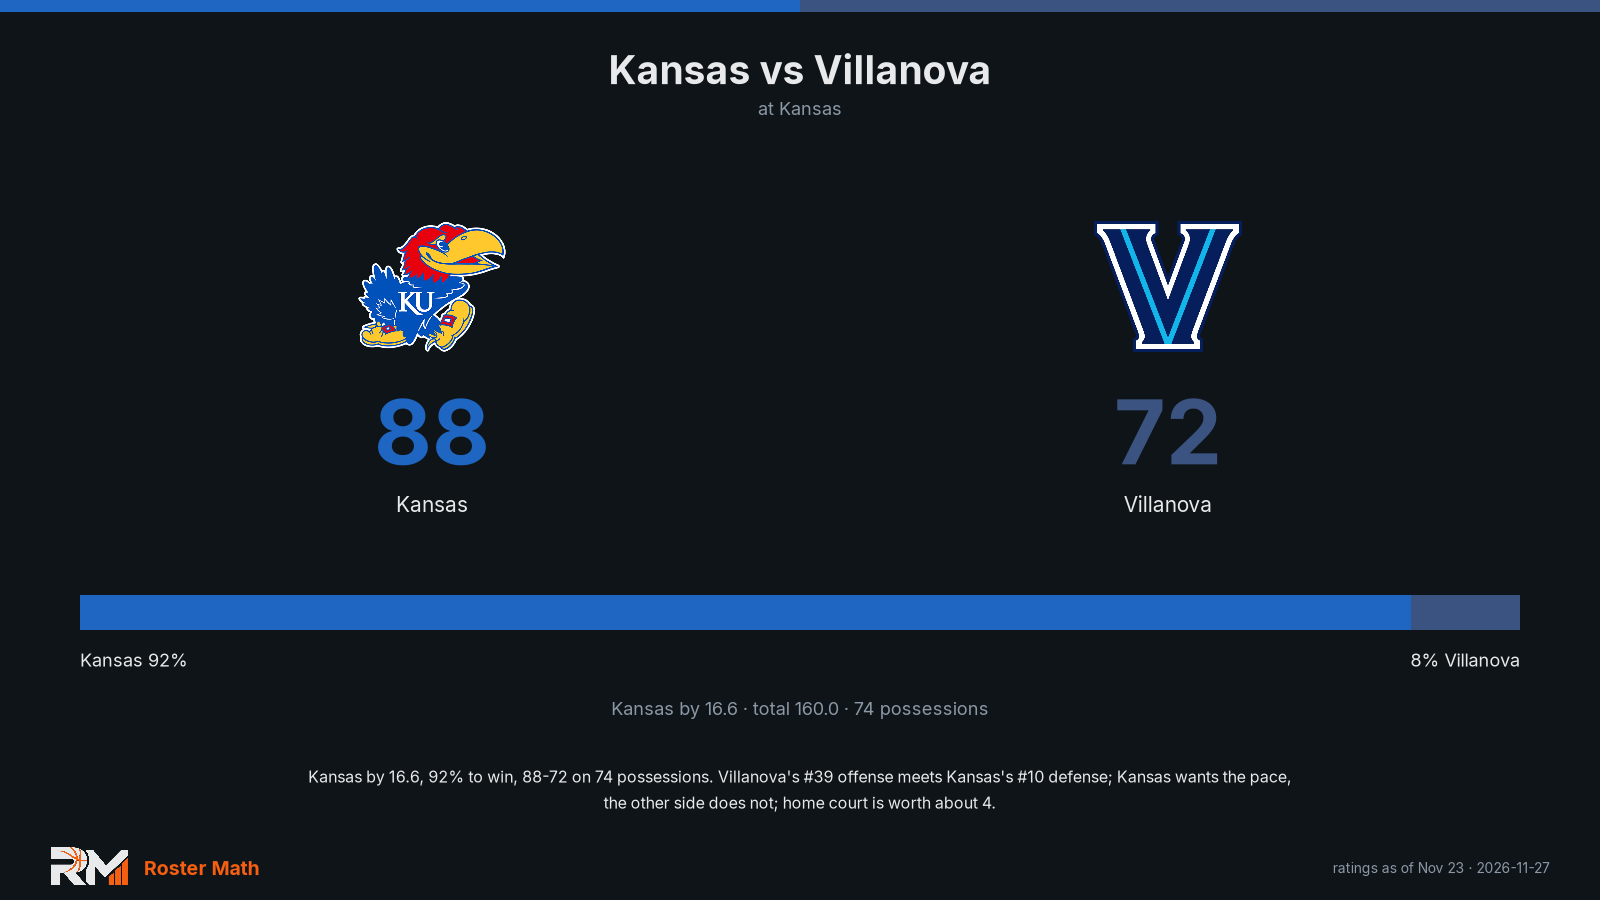 Kansas vs Villanova
at Kansas
KU
88
72
Kansas
Villanova
Kansas 92%
8% Villanova
Kansas by 16.6 · total 160.0 · 74 possessions
Kansas by 16.6, 92% to win, 88-72 on 74 possessions. Villanova's #39 offense meets Kansas's #10 defense; Kansas wants the pace,
the other side does not; home court is worth about 4.
RM Roster Math
ratings as of Nov 23 · 2026-11-27